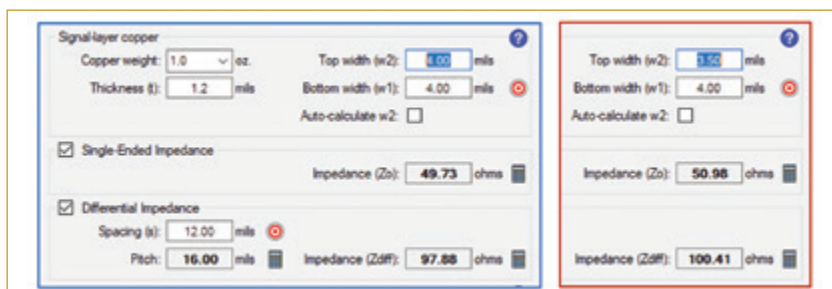 Signal-layer copper
Copper weight: 1.0 oz. Top width (w2): 4.00 mils
Thickness (t): 1.2 mils Bottom width (w1): 4.00 mils
Auto-calculate w2:
Single-Ended Impedance
Impedance (Zo): 49.73 ohms
Differential Impedance
Spacing (s): 12.00 mils
Pitch: 16.00 mils Impedance (Zdiff): 97.88 ohms
Top width (w2): 3.50 mils
Bottom width (w1): 4.00 mils
Auto-calculate w2:
Impedance (Zo): 50.98 ohms
Impedance (Zdiff): 100.41 ohms